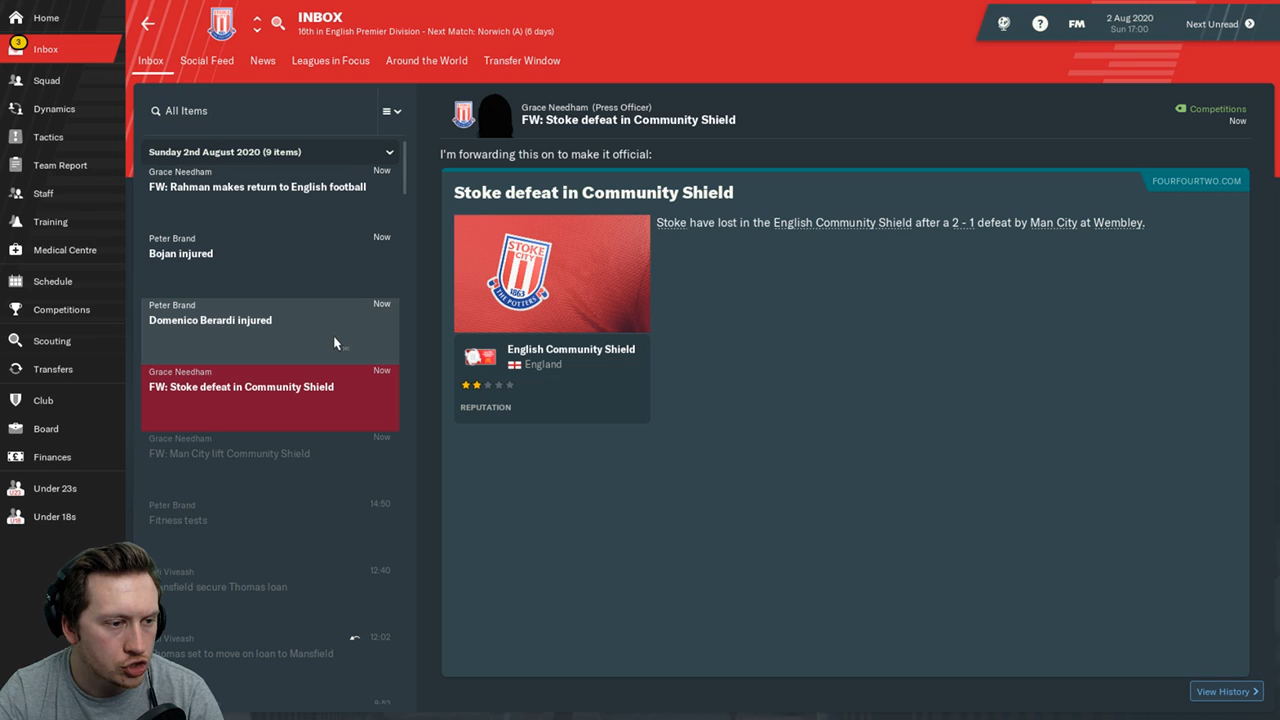 Home
3
Inbox
Squad
Dynamics
Tactics
Team Report
Staff
Training
Medical Centre
Schedule
Competitions
Scouting
Transfers
Club
Board
Finances
U23
Under 23s
U18
Under 18s
INBOX
16th in English Premier Division - Next Match: Norwich (A) (6 days)
FM
2 Aug 2020
Sun 17:00
Next Unread
Inbox
Social Feed
News
Leagues in Focus
Around the World
Transfer Window
All Items
Sunday 2nd August 2020 (9 items)
Grace Needham
Now
FW: Rahman makes return to English football
Peter Brand
Now
Bojan injured
Peter Brand
Now
Domenico Berardi injured
Grace Needham
Now
FW: Stoke defeat in Community Shield
Grace Needham
Now
FW: Man City lift Community Shield
Peter Brand
14:50
Fitness tests
Viveash
12:40
nsfield secure Thomas loan
Viveash
12:02
homas set to move on loan to Mansfield
Grace Needham (Press Officer)
FW: Stoke defeat in Community Shield
Competitions
Now
I'm forwarding this on to make it official:
FOURFOURTWO.COM
Stoke defeat in Community Shield
STOKE
CITY
1863
THE POTTERS
Stoke have lost in the English Community Shield after a 2 - 1 defeat by Man City at Wembley.
English Community Shield
England
REPUTATION
View History